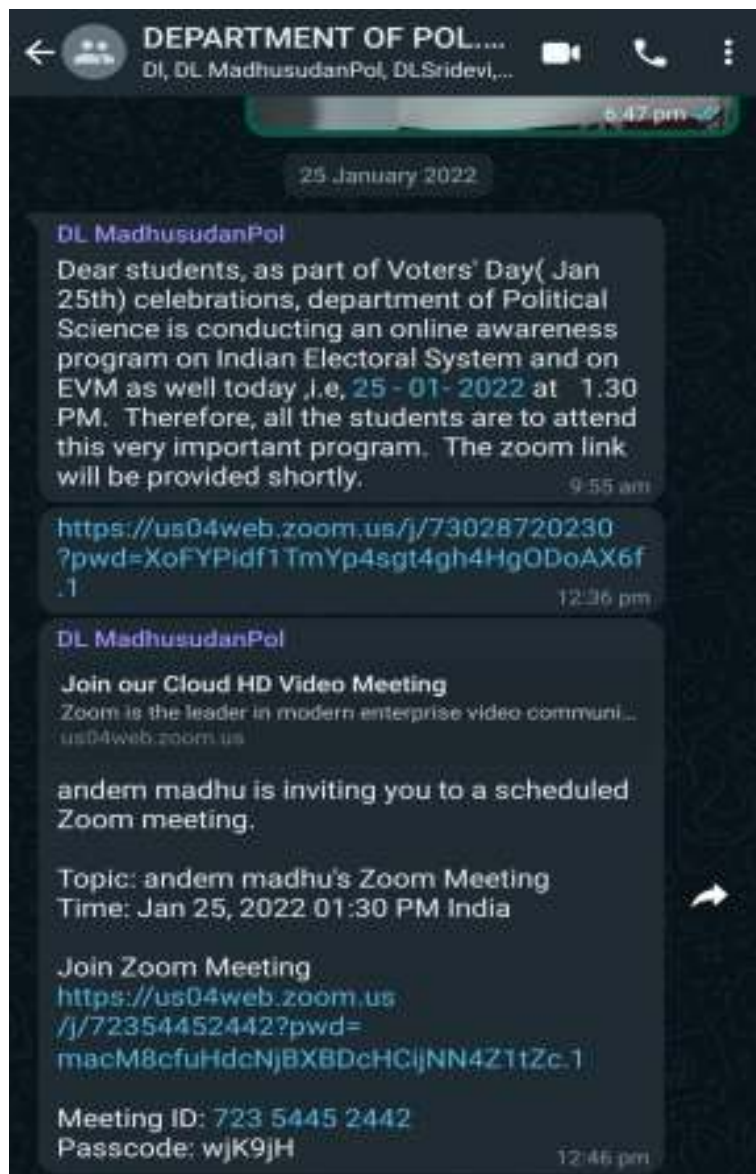 DEPARTMENT OF POL....
DI, DL MadhusudanPol, DLSridevi,...
6:47 pm
25 January 2022
DL MadhusudanPol
Dear students, as part of Voters' Day( Jan
25th) celebrations, department of Political
Science is conducting an online awareness
program on Indian Electoral System and on
EVM as well today ,i.e, 25 - 01- 2022 at 1.30
PM. Therefore, all the students are to attend
this very important program. The zoom link
will be provided shortly.
9:55 am
https://us04web.zoom.us/j/73028720230
?pwd=XoFYPidf1TmYp4sgt4gh4HgODoAX6f
.1
12:36 pm
DL MadhusudanPol
Join our Cloud HD Video Meeting
Zoom is the leader in modern enterprise video communi...
us04web.zoom.us
andem madhu is inviting you to a scheduled
Zoom meeting.
Topic: andem madhu's Zoom Meeting
Time: Jan 25, 2022 01:30 PM India
Join Zoom Meeting
https://us04web.zoom.us
/j/72354452442?pwd=
macM8cfuHdcNjBXBDcHCijNN4Z1tZc.1
Meeting ID: 723 5445 2442
Passcode: wjK9jH
12:46 pm